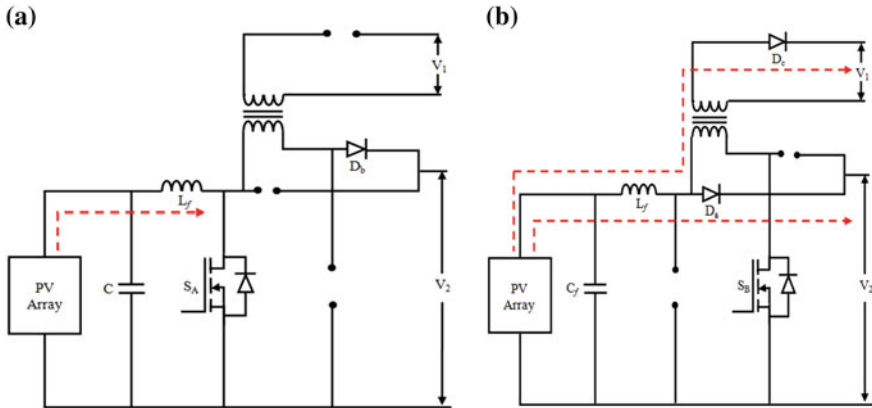 (a)
V1
Db
Lf
PV
Array
C
SA
V2
(b)
Dc
V1
Lf
Da
PV
Array
Cf
SB
V2